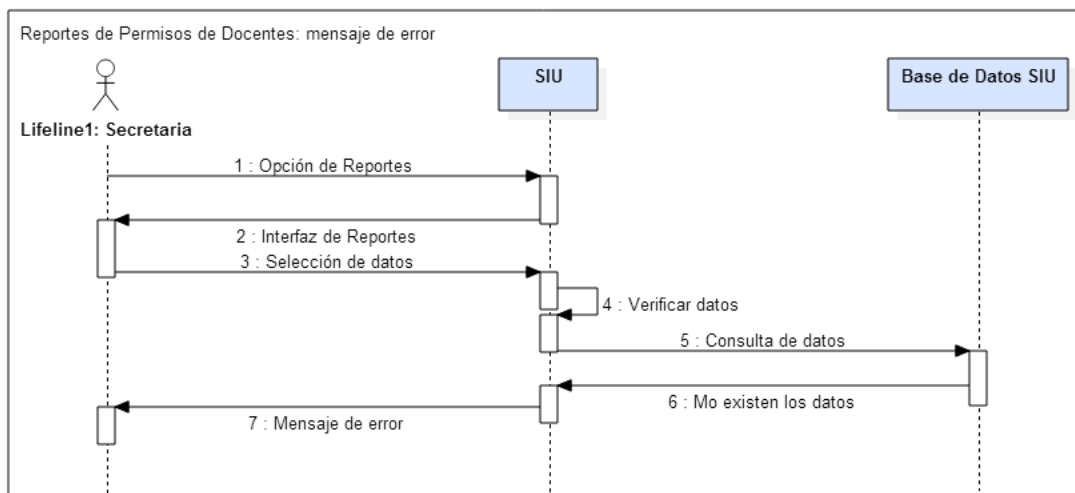 Reportes de Permisos de Docentes: mensaje de error
SIU
Base de Datos SIU
Lifeline1: Secretaria
1 : Opción de Reportes
2 : Interfaz de Reportes
3 : Selección de datos
4 : Verificar datos
5 : Consulta de datos
6 : Mo existen los datos
7 : Mensaje de error